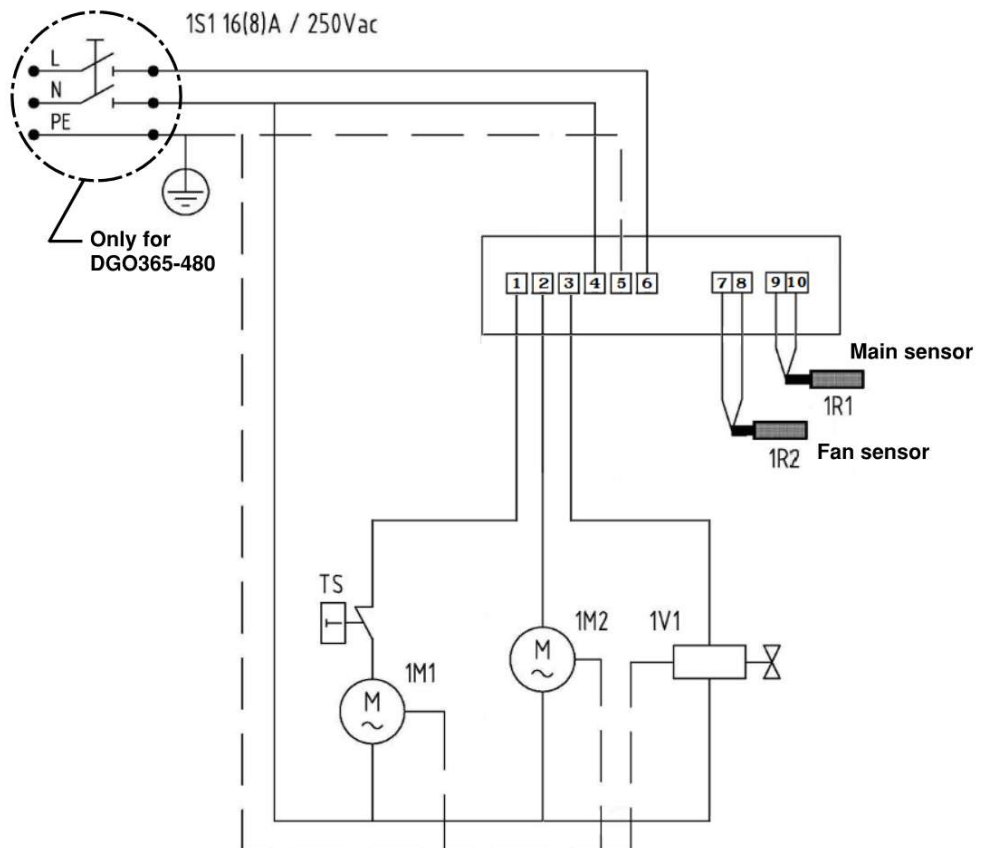 1S1 16(8)A / 250Vac
L
N
PE
Only for
DGO365-480
1 2 3 4 5 6 7 8 9 10
Main sensor
1R1
1R2 Fan sensor
TS
1M1
M
1M2
M
1V1